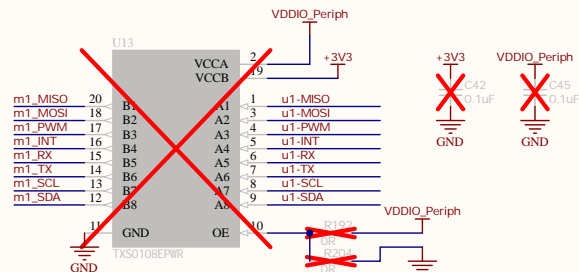 VDDIO_Periph
U13
+3V3
VCCA 2
VCCB 19
+3V3
VDDIO_Periph
C42
0.1uF
C45
0.1uF
GND
GND
m1_MISO 20 B1 A1 1 u1-MISO
m1_MOSI 18 B2 A2 3 u1-MOSI
m1_PWM 17 B3 A3 4 u1-PWM
m1_INT 16 B4 A4 5 u1-INT
m1_RX 15 B5 A5 6 u1-RX
m1_TX 14 B6 A6 7 u1-TX
m1_SCL 13 B7 A7 8 u1-SCL
m1_SDA 12 B8 A8 9 u1-SDA
VDDIO_Periph
11 GND OE 10
R192
0R
R204
0R
GND
TXS0108EPWR